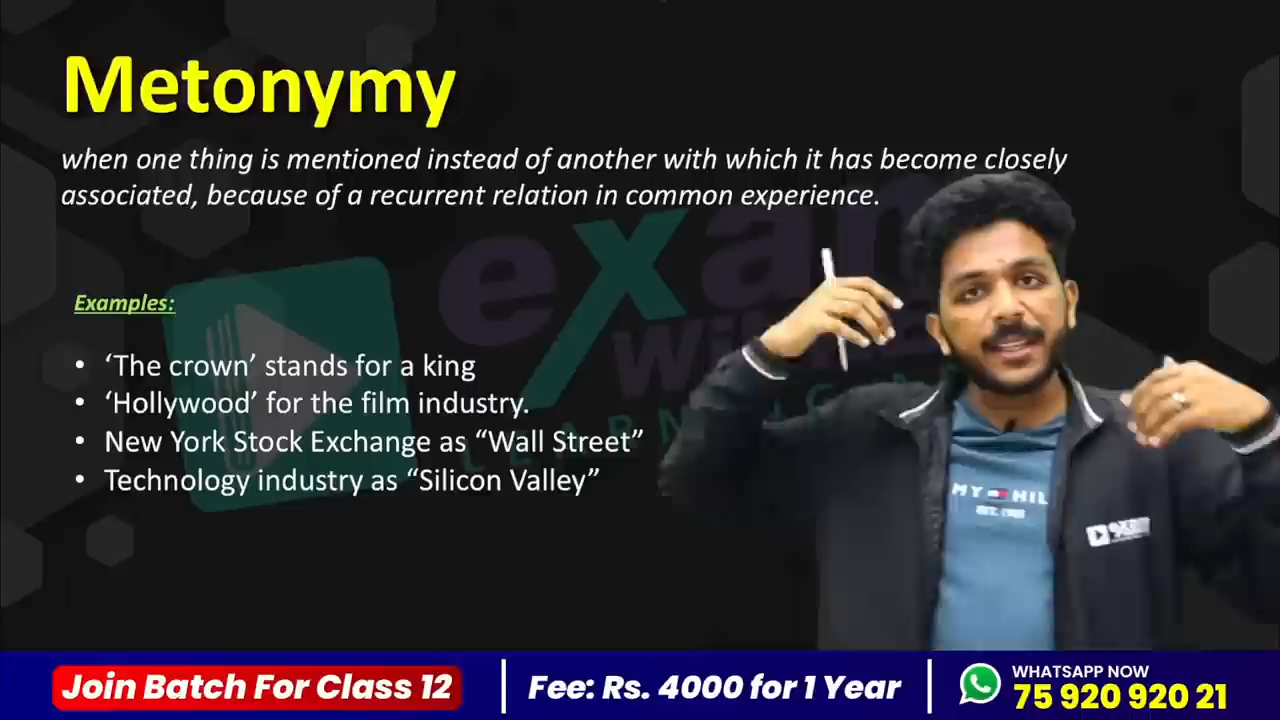 Metonymy
when one thing is mentioned instead of another with which it has become closely
associated, because of a recurrent relation in common experience.
Examples:
• ‘The crown’ stands for a king
• ‘Hollywood’ for the film industry.
• New York Stock Exchange as “Wall Street”
• Technology industry as “Silicon Valley”
MY HIL
Join Batch For Class 12
Fee: Rs. 4000 for 1 Year
WHATSAPP NOW
75 920 920 21